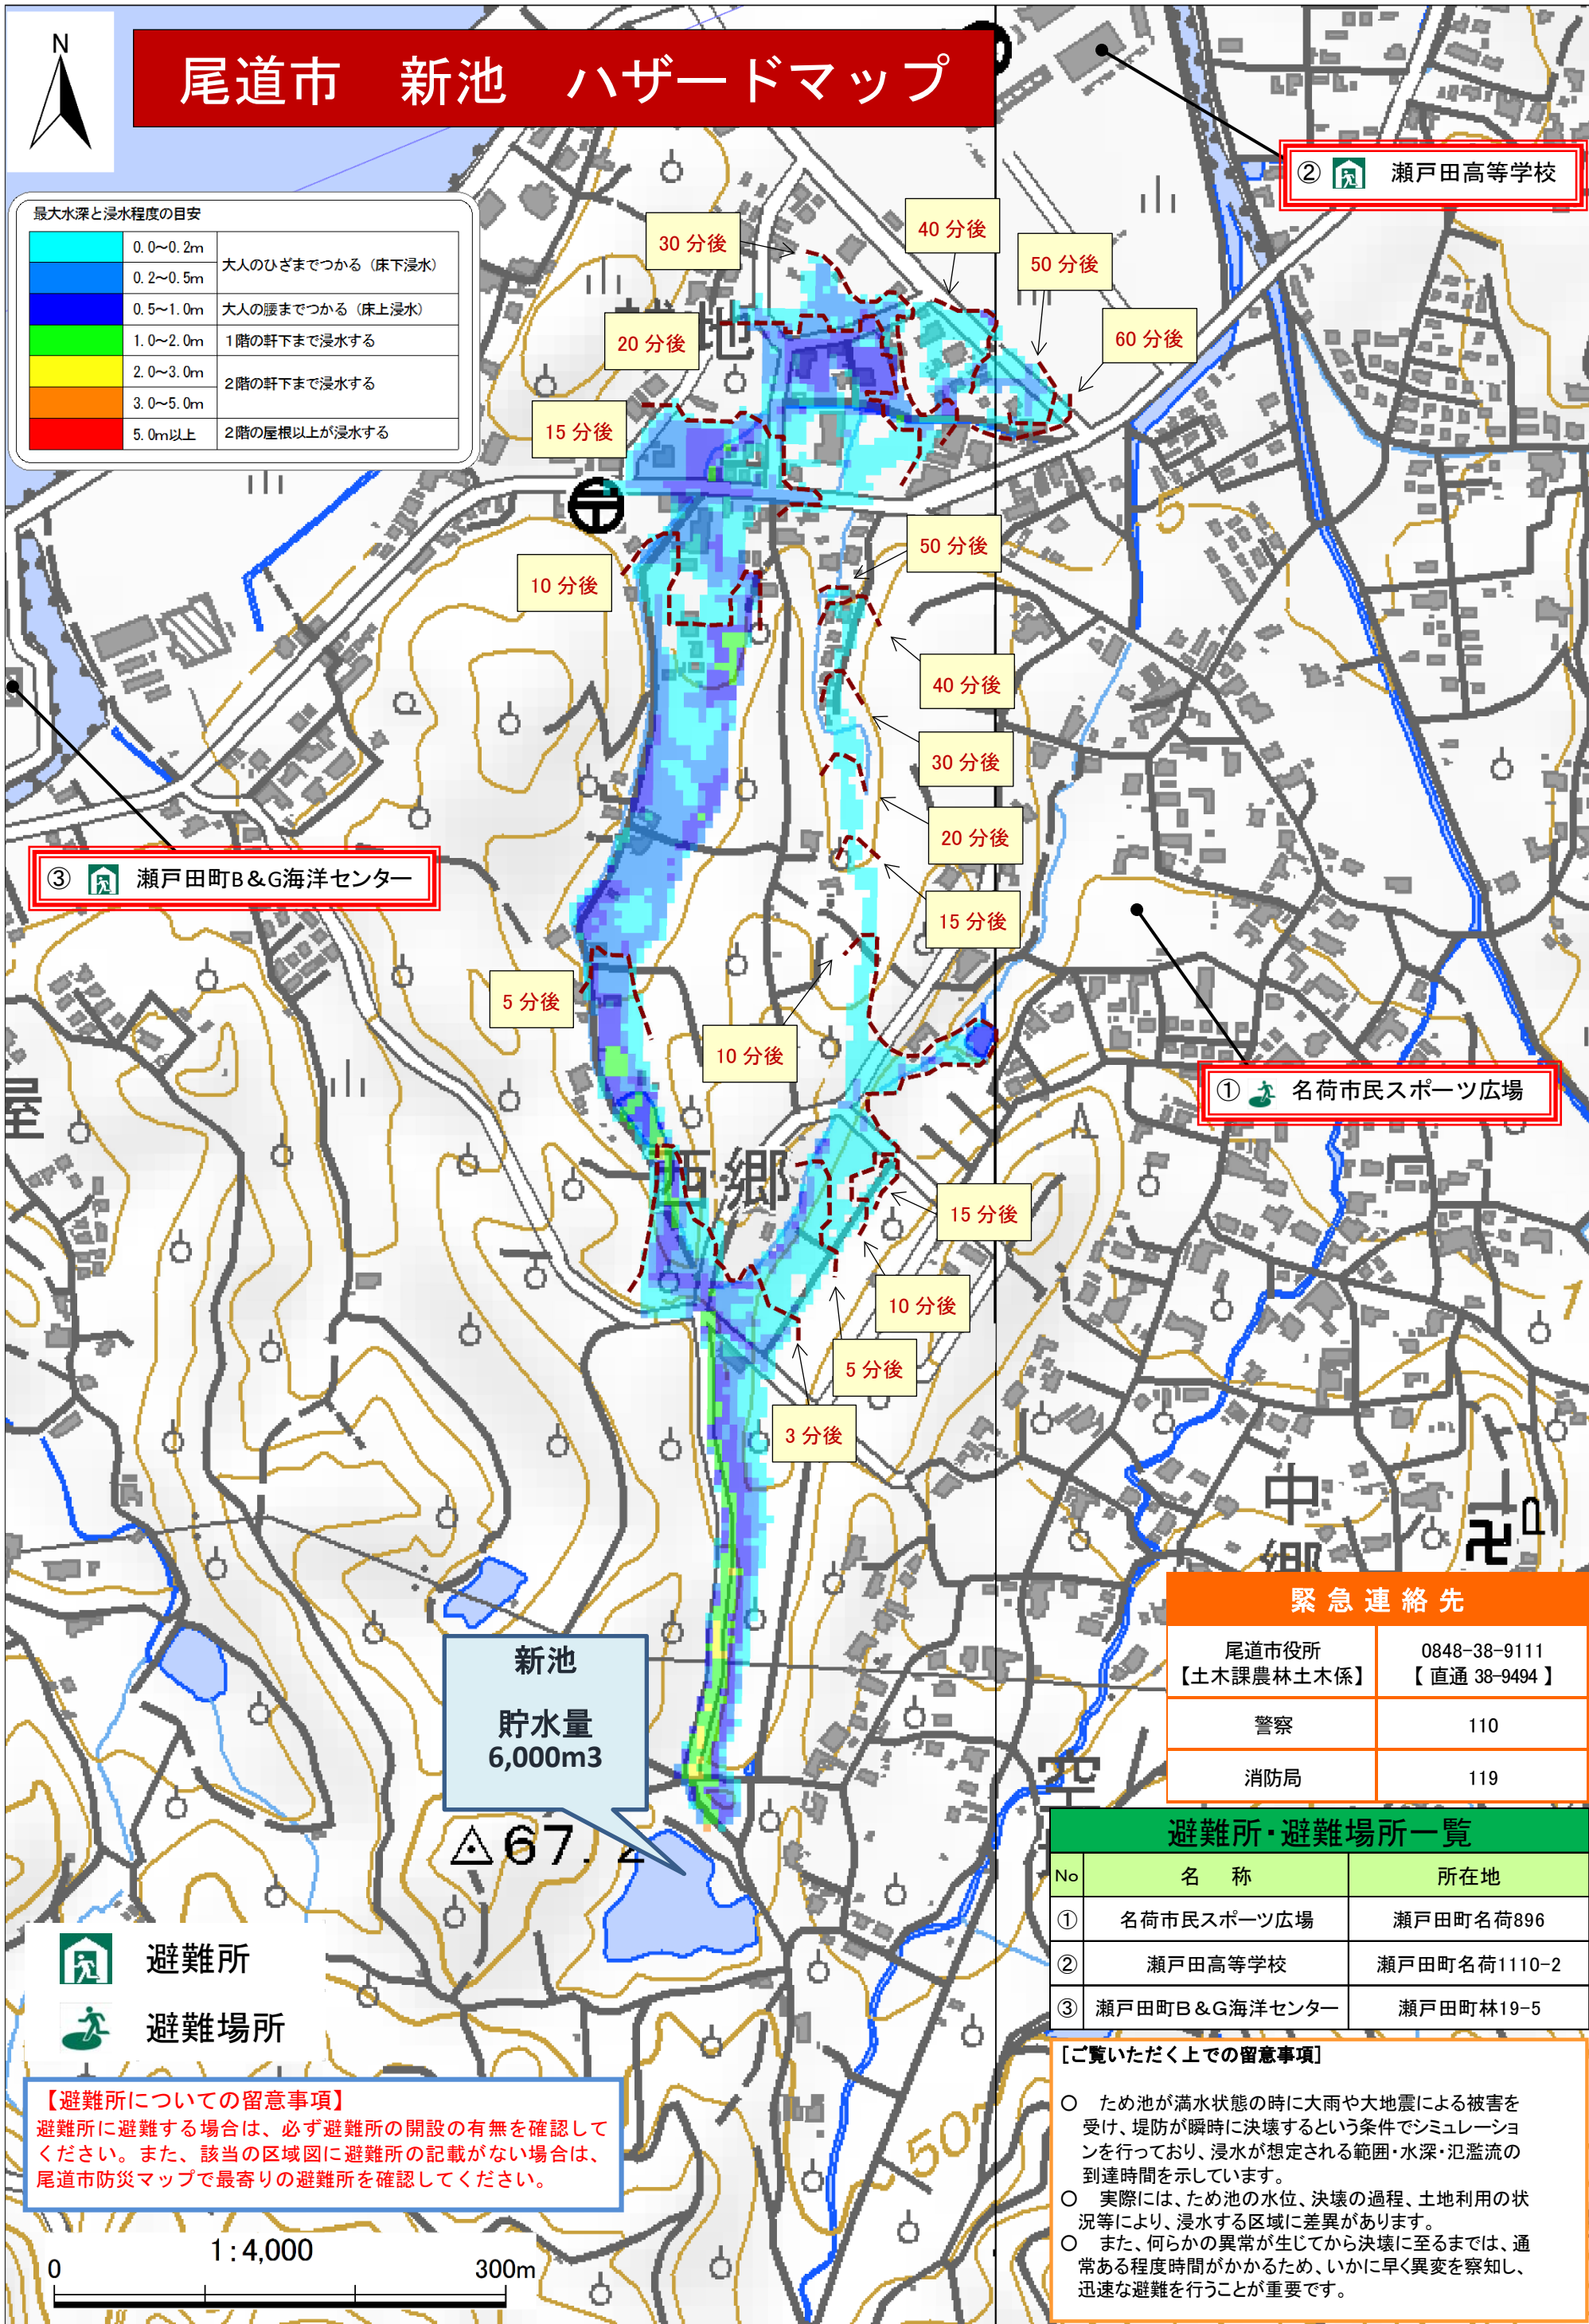 N
尾道市　新池　ハザードマップ
② 瀬戸田高等学校
最大水深と浸水程度の目安
0.0～0.2m
大人のひざまでつかる（床下浸水）
0.2～0.5m
0.5～1.0m 大人の腰までつかる（床上浸水）
1.0～2.0m 1階の軒下まで浸水する
2.0～3.0m
2階の軒下まで浸水する
3.0～5.0m
5.0m以上 2階の屋根以上が浸水する
30 分後
40 分後
50 分後
60 分後
20 分後
地
15 分後
5
50 分後
10 分後
40 分後
30 分後
20 分後
③ 瀬戸田町B＆G海洋センター
15 分後
5 分後
10 分後
① 名荷市民スポーツ広場
屋
西郷
15 分後
10 分後
1
5 分後
3 分後
中
郷
新池
貯水量
6,000m3
緊急連絡先
尾道市役所
【土木課農林土木係】
0848-38-9111
【 直通 38-9494 】
警察 110
消防局 119
67.2
避難所・避難場所一覧
No 名　称 所在地
① 名荷市民スポーツ広場 瀬戸田町名荷896
② 瀬戸田高等学校 瀬戸田町名荷1110-2
③ 瀬戸田町B＆G海洋センター 瀬戸田町林19-5
避難所
避難場所
【避難所についての留意事項】
避難所に避難する場合は、必ず避難所の開設の有無を確認して
ください。また、該当の区域図に避難所の記載がない場合は、
尾道市防災マップで最寄りの避難所を確認してください。
50
[ご覧いただく上での留意事項]
○　ため池が満水状態の時に大雨や大地震による被害を
受け、堤防が瞬時に決壊するという条件でシミュレーショ
ンを行っており、浸水が想定される範囲・水深・氾濫流の
到達時間を示しています。
○　実際には、ため池の水位、決壊の過程、土地利用の状
況等により、浸水する区域に差異があります。
○　また、何らかの異常が生じてから決壊に至るまでは、通
常ある程度時間がかかるため、いかに早く異変を察知し、
迅速な避難を行うことが重要です。
1：4,000
0 300m